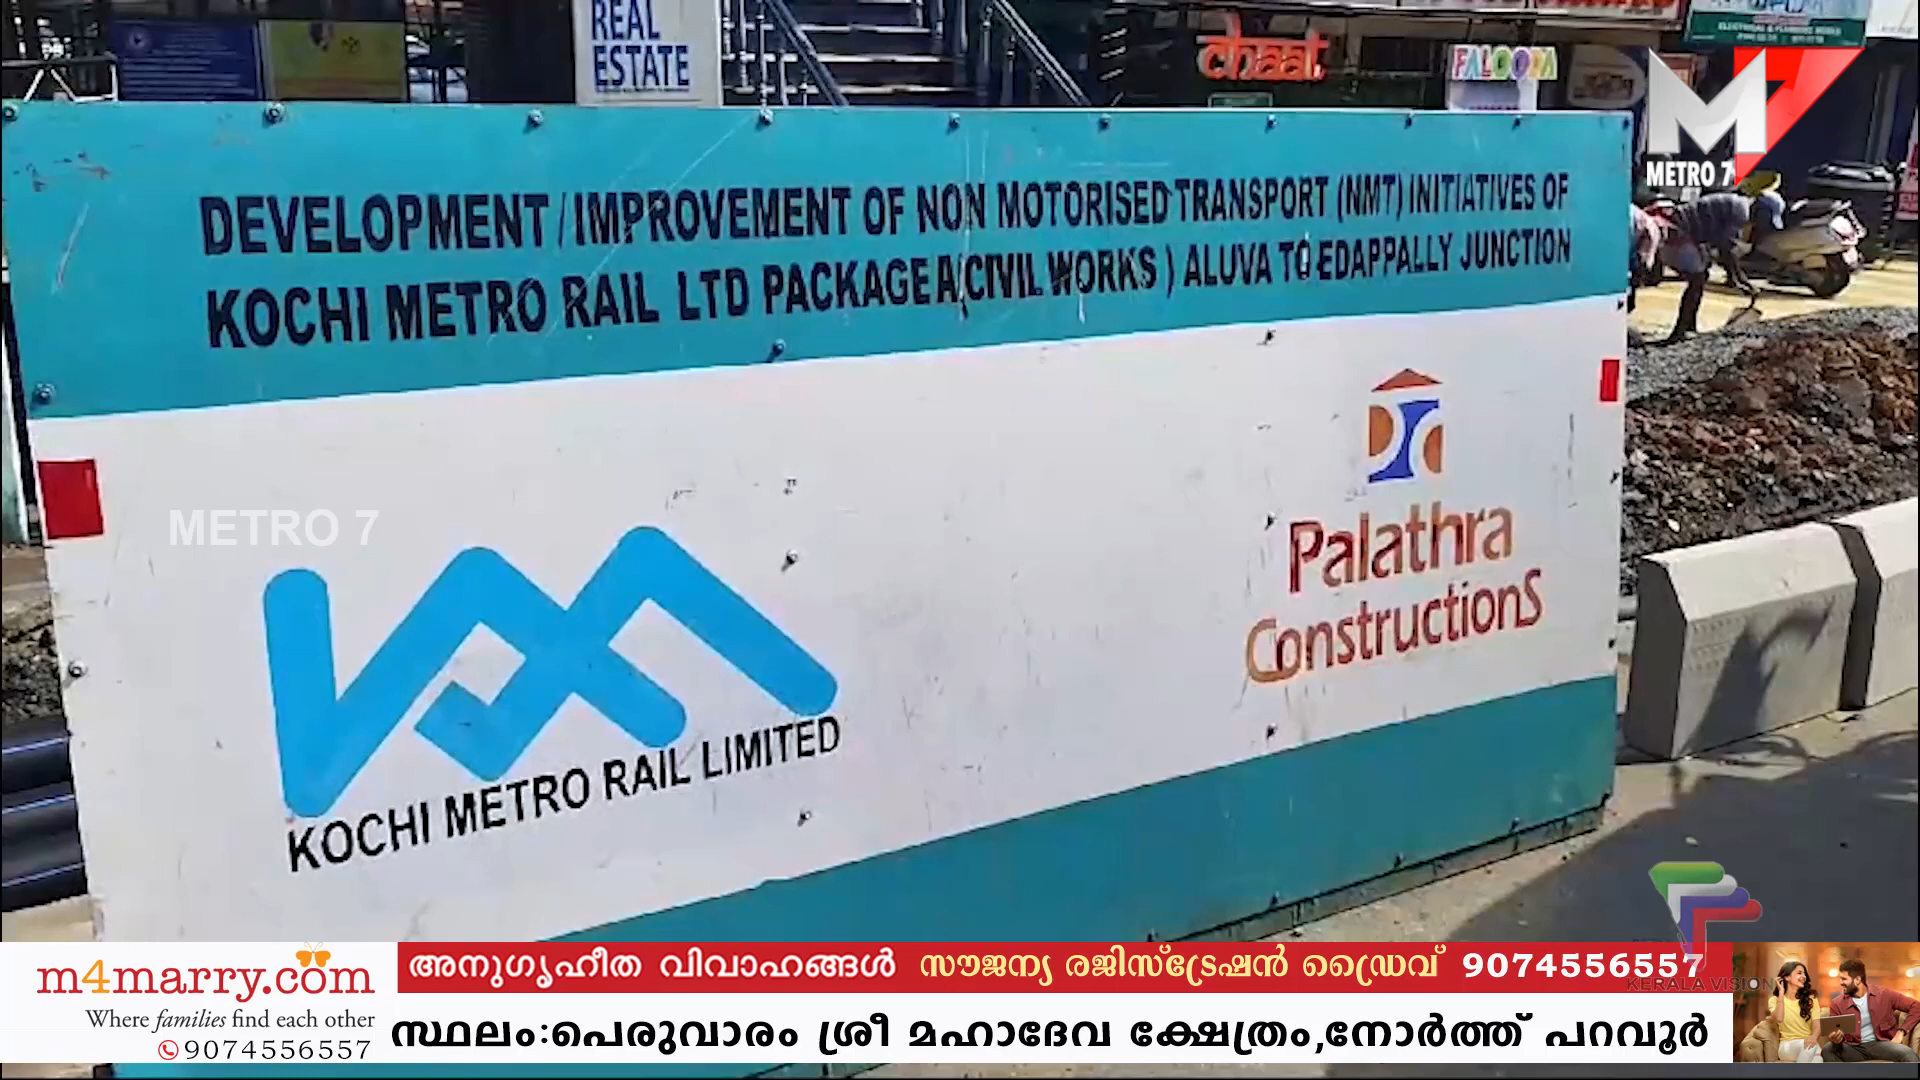 REAL
ESTATE
chaat
FALOODA
METRO 7
DEVELOPMENT / IMPROVEMENT OF NON MOTORISED TRANSPORT (NMT) INITIATIVES OF
KOCHI METRO RAIL LTD PACKAGE A(CIVIL WORKS) ALUVA TO EDAPPALLY JUNCTION
METRO 7
Palathra
Constructions
KOCHI METRO RAIL LIMITED
KERALA VISION
m4marry.com
Where families find each other
9074556557
അനുഗൃഹീത വിവാഹങ്ങൾ സൗജന്യ രജിസ്ട്രേഷൻ ഡ്രൈവ് 9074556557
സ്ഥലം:പെരുവാരം ശ്രീ മഹാദേവ ക്ഷേത്രം,നോർത്ത് പറവൂർ